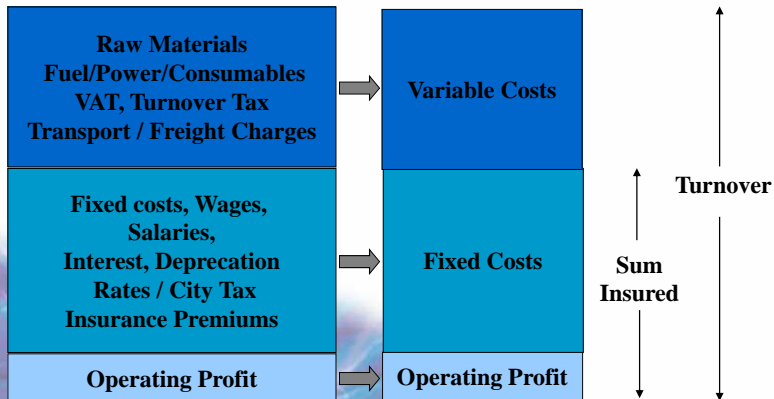 Raw Materials
Fuel/Power/Consumables
VAT, Turnover Tax
Transport / Freight Charges
Variable Costs
Turnover
Fixed costs, Wages,
Salaries,
Interest, Deprecation
Rates / City Tax
Insurance Premiums
Fixed Costs
Sum
Insured
Operating Profit
Operating Profit